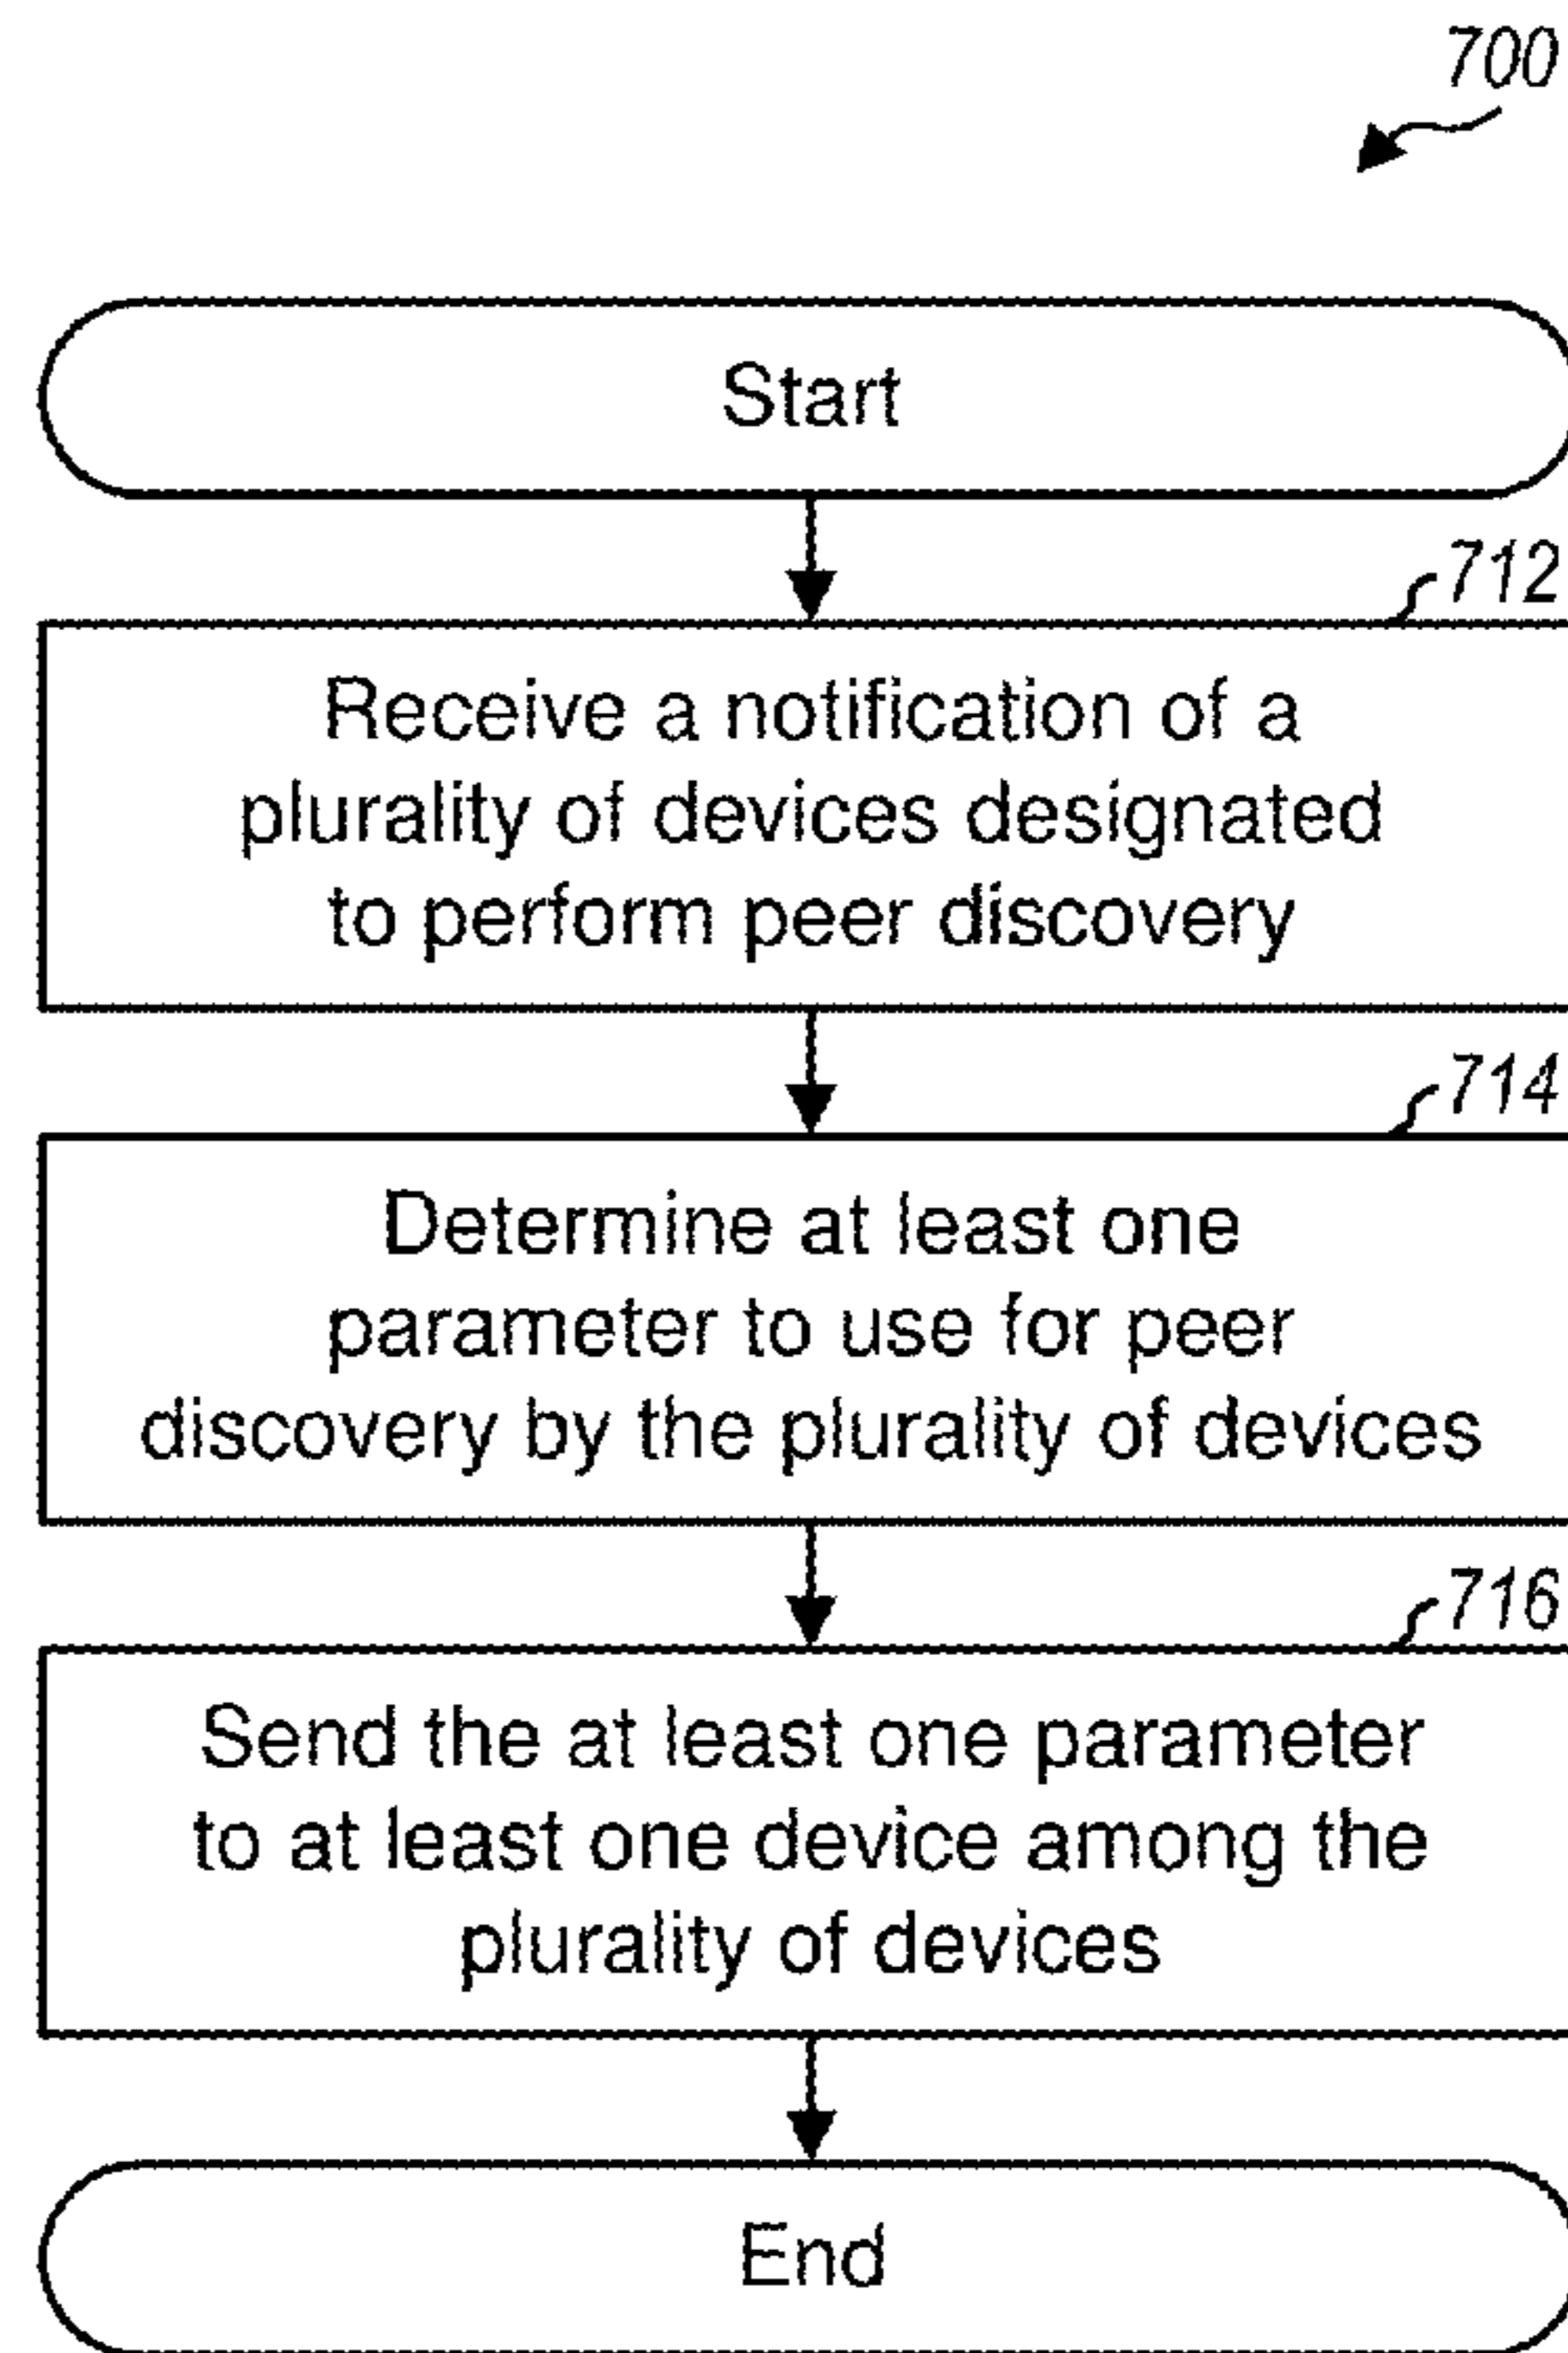 700
Start
712
Receive a notification of a
plurality of devices designated
to perform peer discovery
714
Determine at least one
parameter to use for peer
discovery by the plurality of devices
716
Send the at least one parameter
to at least one device among the
plurality of devices
End